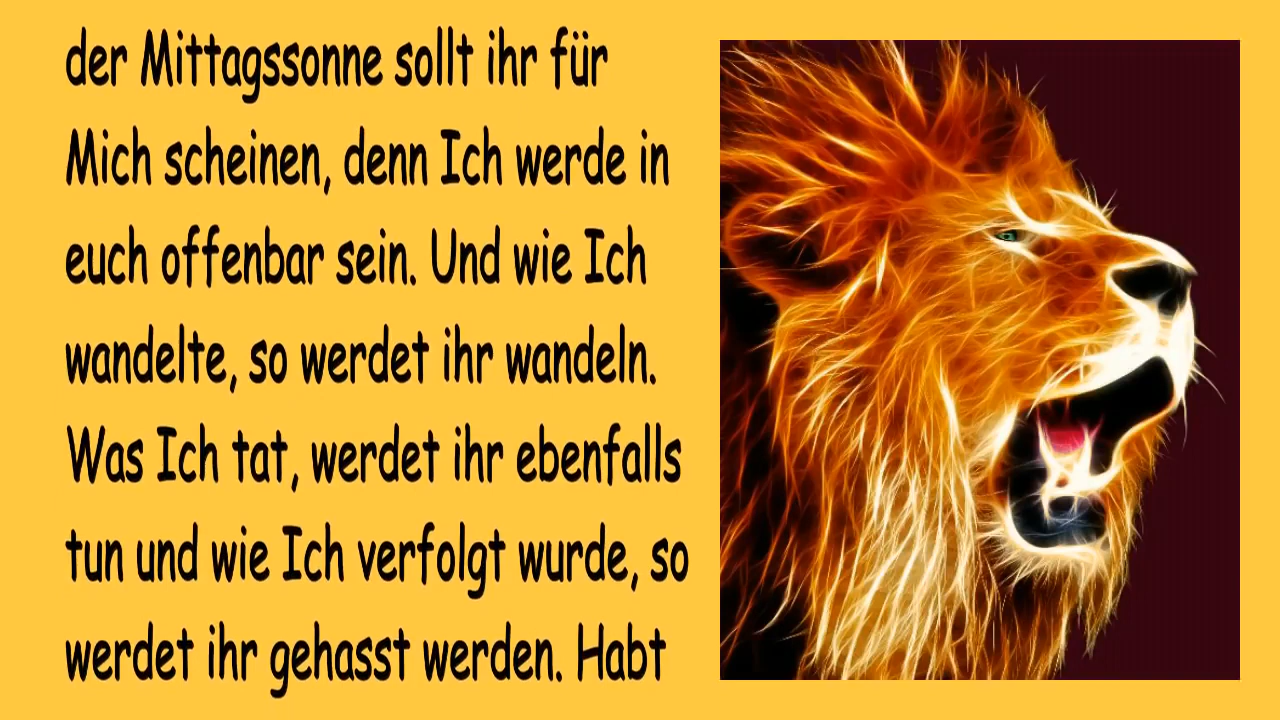 der Mittagssonne sollt ihr für
Mich scheinen, denn Ich werde in
euch offenbar sein. Und wie Ich
wandelte, so werdet ihr wandeln.
Was Ich tat, werdet ihr ebenfalls
tun und wie Ich verfolgt wurde, so
werdet ihr gehasst werden. Habt